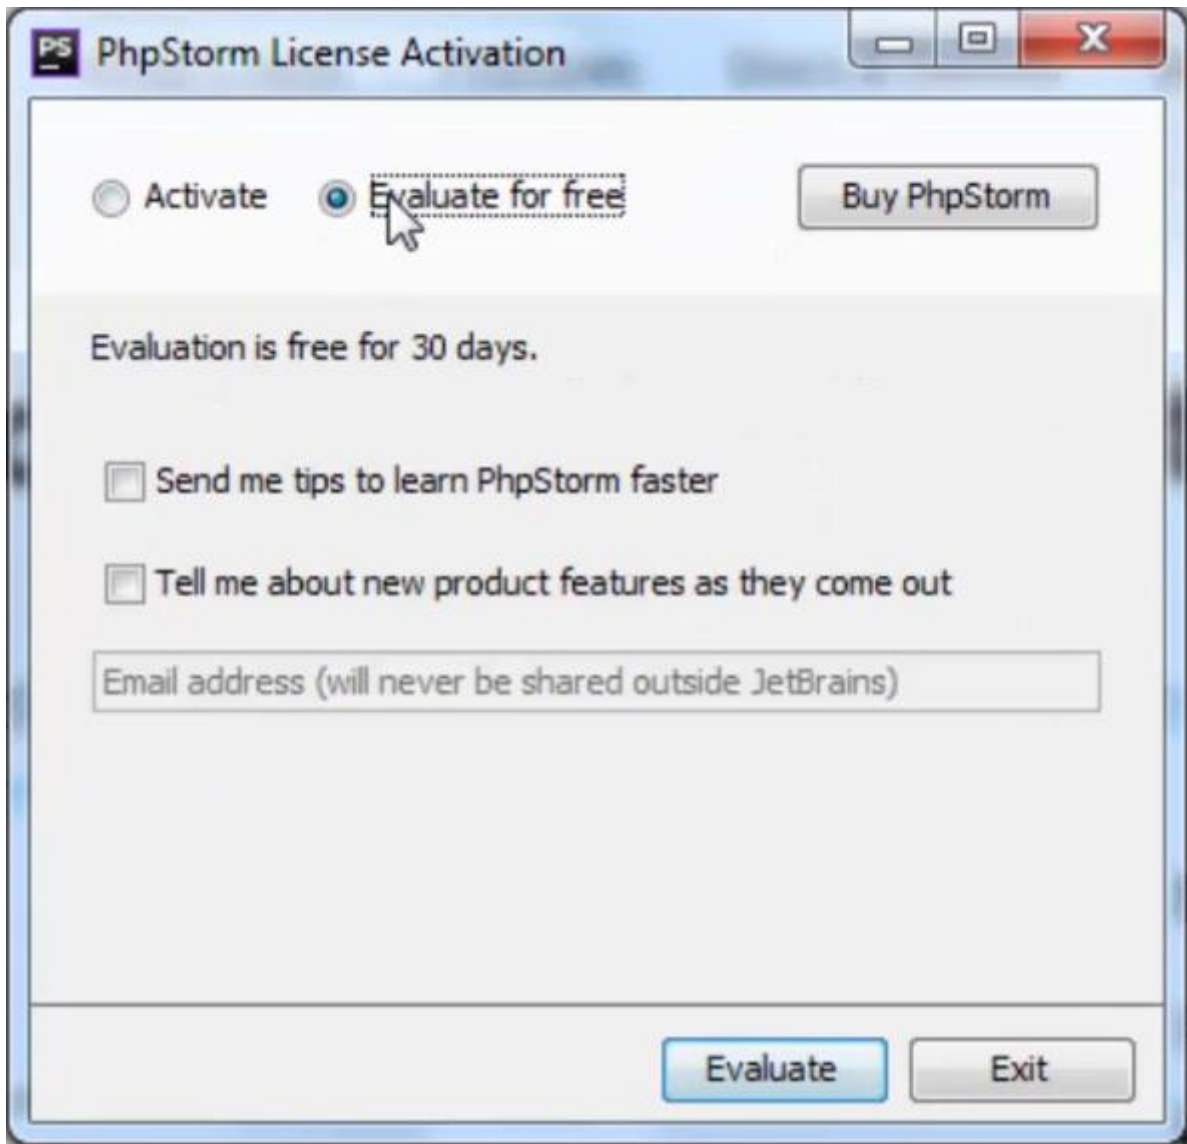 PS PhpStorm License Activation
Activate Evaluate for free Buy PhpStorm
Evaluation is free for 30 days.
Send me tips to learn PhpStorm faster
Tell me about new product features as they come out
Email address (will never be shared outside JetBrains)
Evaluate Exit